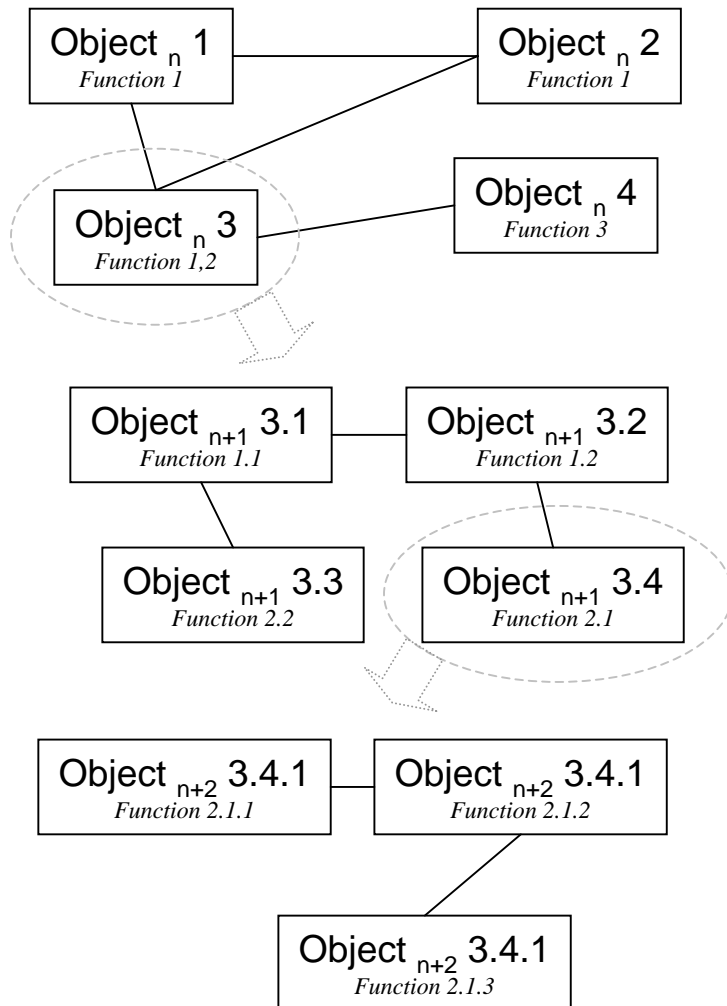 Object n 1
Function 1
Object n 2
Function 1
Object n 3
Function 1,2
Object n 4
Function 3
Object n+1 3.1
Function 1.1
Object n+1 3.2
Function 1.2
Object n+1 3.3
Function 2.2
Object n+1 3.4
Function 2.1
Object n+2 3.4.1
Function 2.1.1
Object n+2 3.4.1
Function 2.1.2
Object n+2 3.4.1
Function 2.1.3